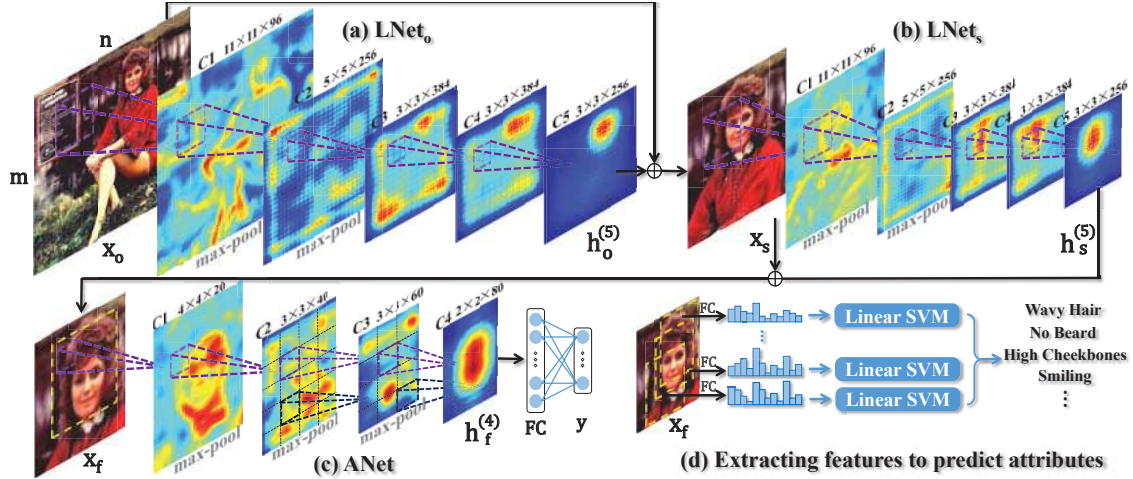 (a) LNet_o
n
m
x_o
C1 11×11×96
max-pool
C2 5×5×256
max-pool
C3 3×3×384
C4 3×3×384
C5 3×3×256
h_o^(5)
(b) LNet_s
x_s
C1 11×11×96
max-pool
C2 5×5×256
max-pool
C3 3×3×384
C4 3×3×384
3×3×256
h_s^(5)
x_f
C1 4×4×20
max-pool
C2 3×3×40
max-pool
C3 3×3×60
max-pool
C4 2×2×80
h_f^(4)
FC
y
(c) ANet
x_f
FC
FC
FC
Linear SVM
Linear SVM
Linear SVM
Wavy Hair
No Beard
High Cheekbones
Smiling
(d) Extracting features to predict attributes